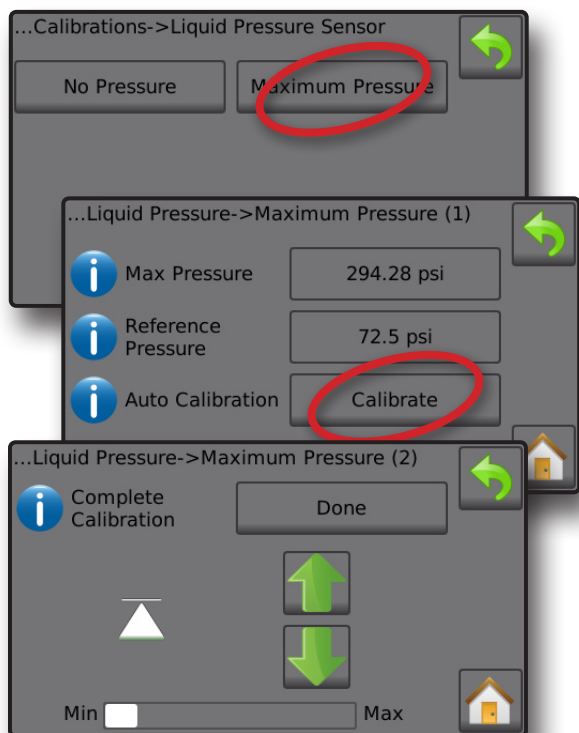 ...Calibrations->Liquid Pressure Sensor
No Pressure
Maximum Pressure
...Liquid Pressure->Maximum Pressure (1)
Max Pressure
294.28 psi
Reference
Pressure
72.5 psi
Auto Calibration
Calibrate
...Liquid Pressure->Maximum Pressure (2)
Complete
Calibration
Done
Min
Max